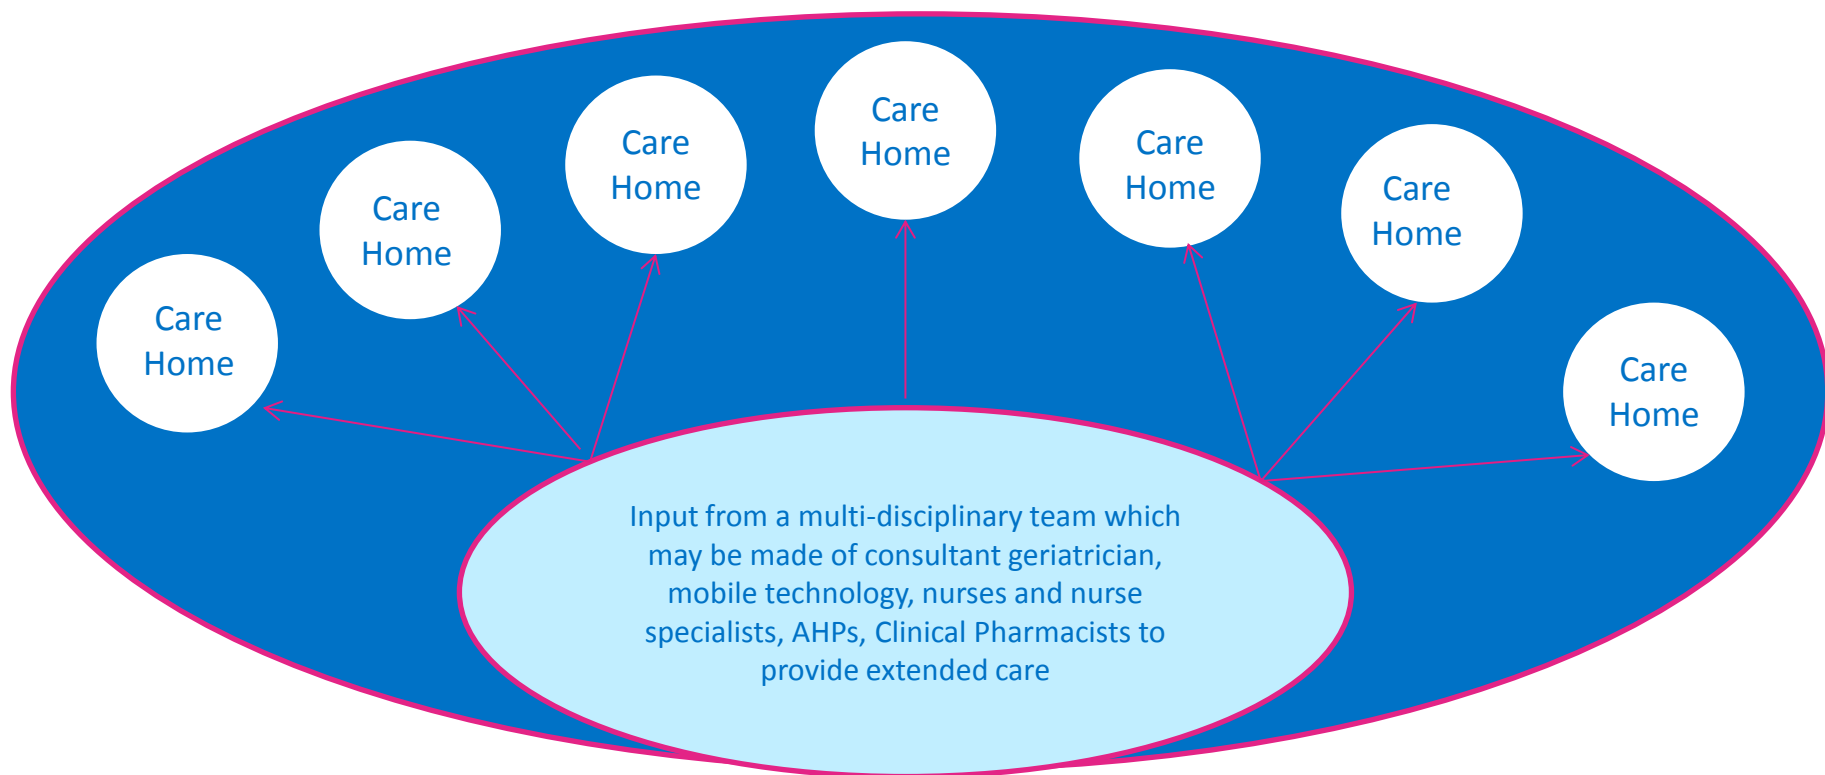 Care
Home
Care
Home
Care
Home
Care
Home
Care
Home
Care
Home
Care
Home
Input from a multi-disciplinary team which
may be made of consultant geriatrician,
mobile technology, nurses and nurse
specialists, AHPs, Clinical Pharmacists to
provide extended care